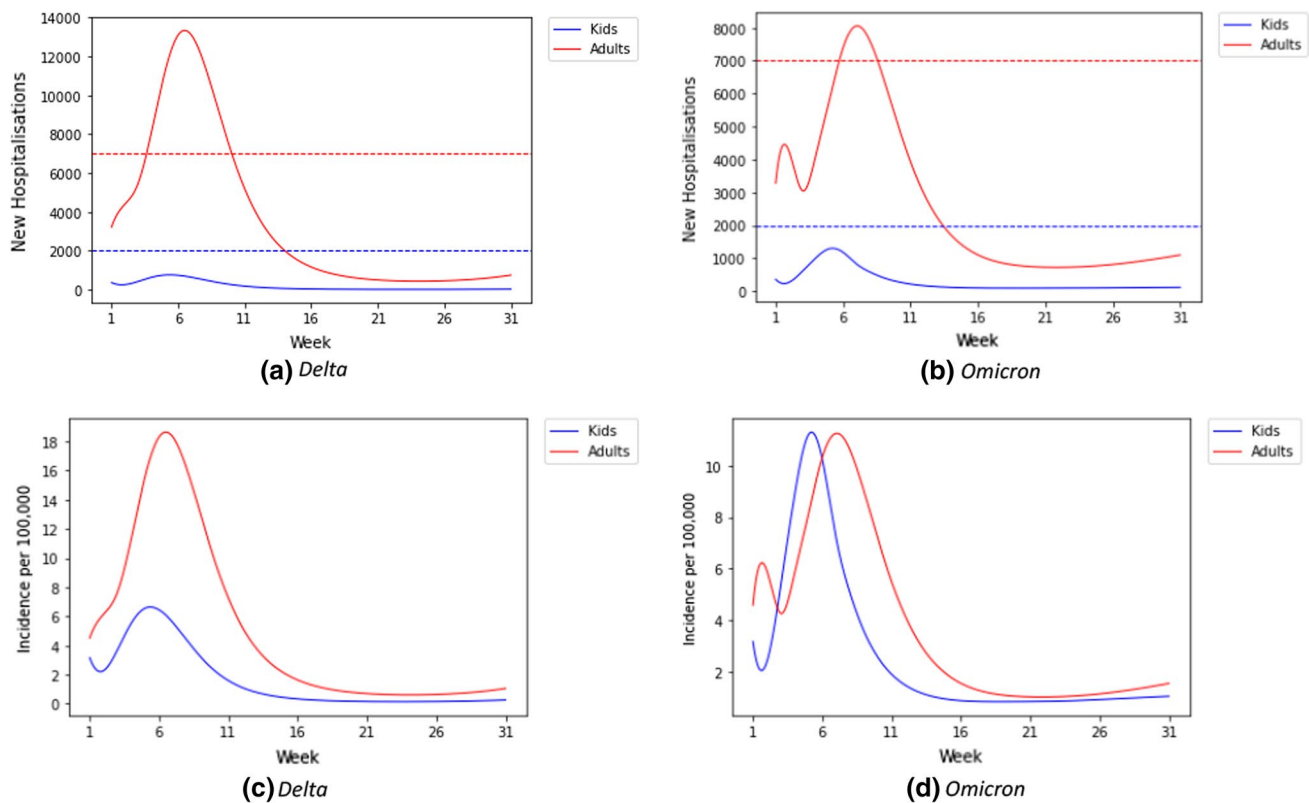 14000
12000
10000
8000
6000
4000
2000
0
New Hospitalisations
1 6 11 16 21 26 31
Week
Kids
Adults
(a) Delta
8000
7000
6000
5000
4000
3000
2000
1000
0
New Hospitalisations
1 6 11 16 21 26 31
Week
Kids
Adults
(b) Omicron
18
16
14
12
10
8
6
4
2
0
Incidence per 100,000
1 6 11 16 21 26 31
Week
Kids
Adults
(c) Delta
10
8
6
4
2
Incidence per 100,000
1 6 11 16 21 26 31
Week
Kids
Adults
(d) Omicron